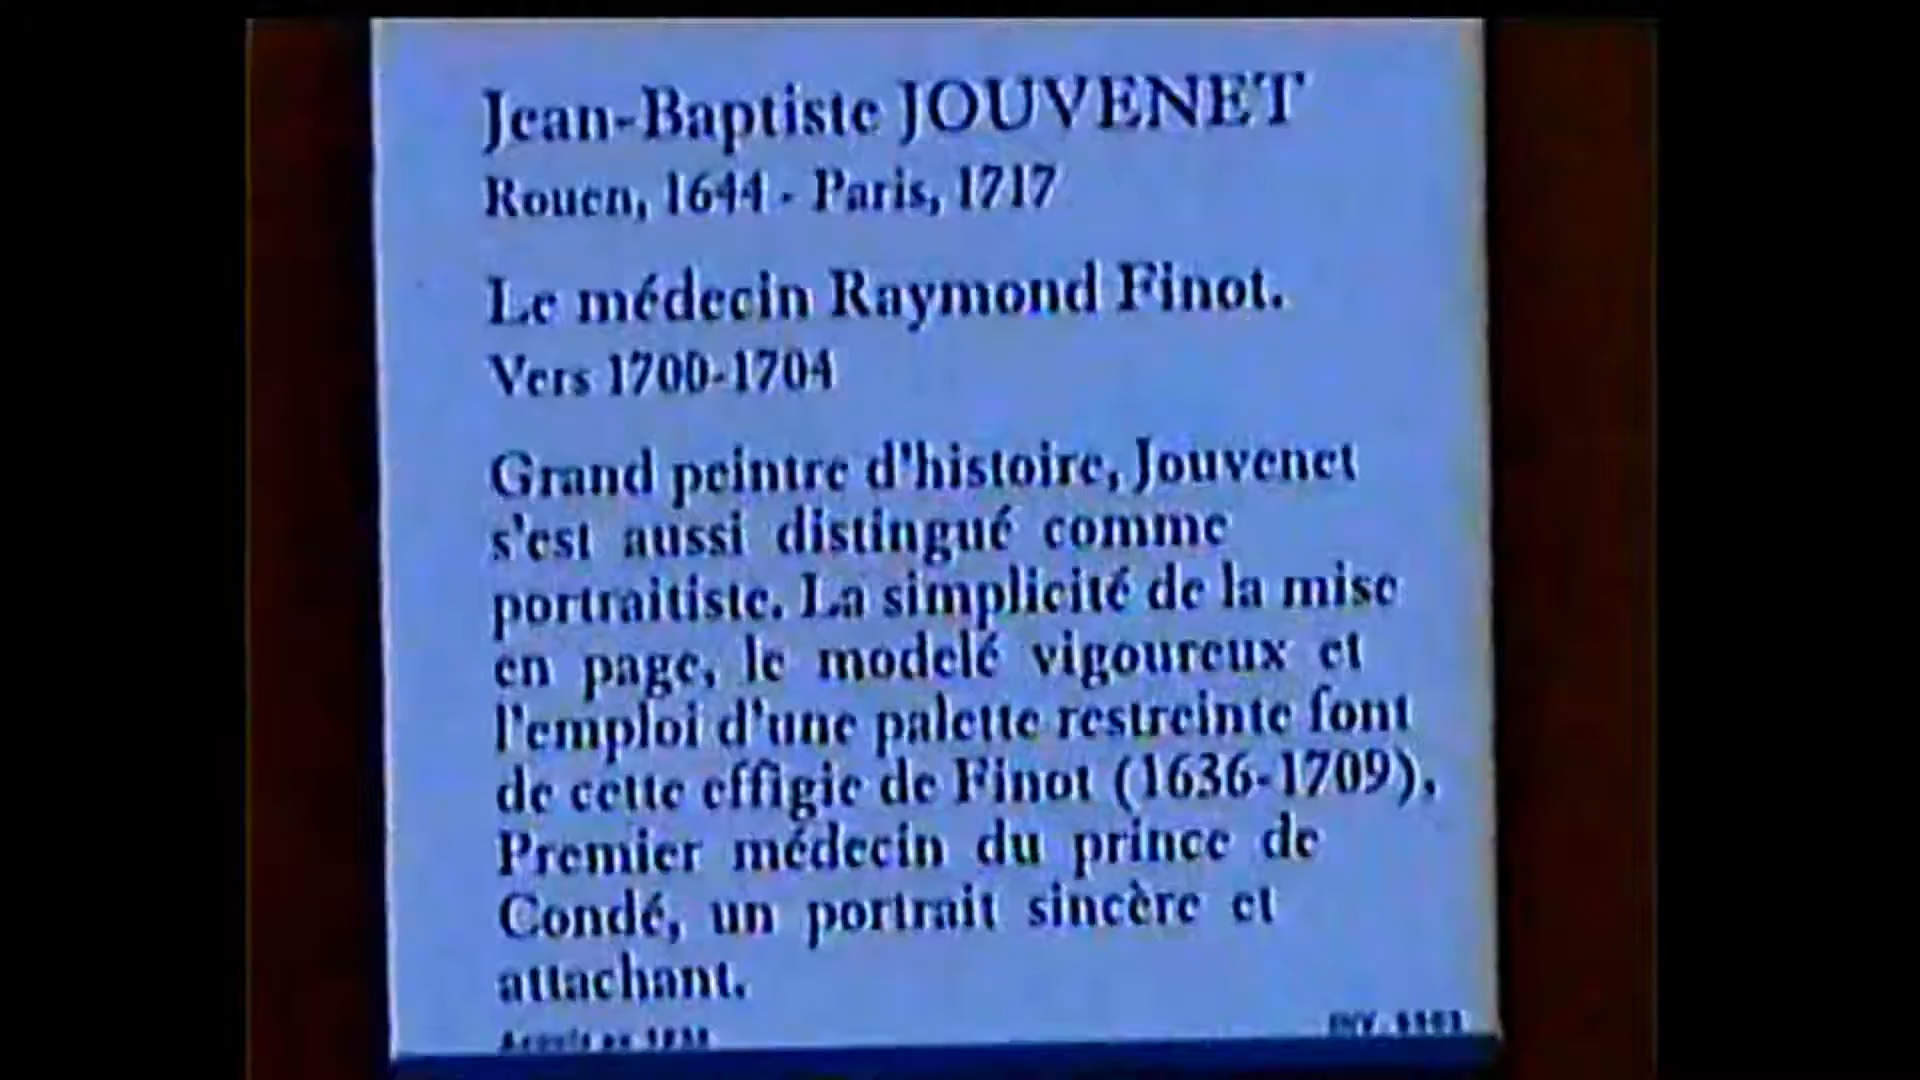 Jean-Baptiste JOUVENET
Rouen, 1644 - Paris, 1717
Le médecin Raymond Finot.
Vers 1700-1704
Grand peintre d'histoire, Jouvenet
s'est aussi distingué comme
portraitiste. La simplicité de la mise
en page, le modelé vigoureux et
l'emploi d'une palette restreinte font
de cette effigie de Finot (1636-1709),
Premier médecin du prince de
Condé, un portrait sincère et
attachant.
INV.